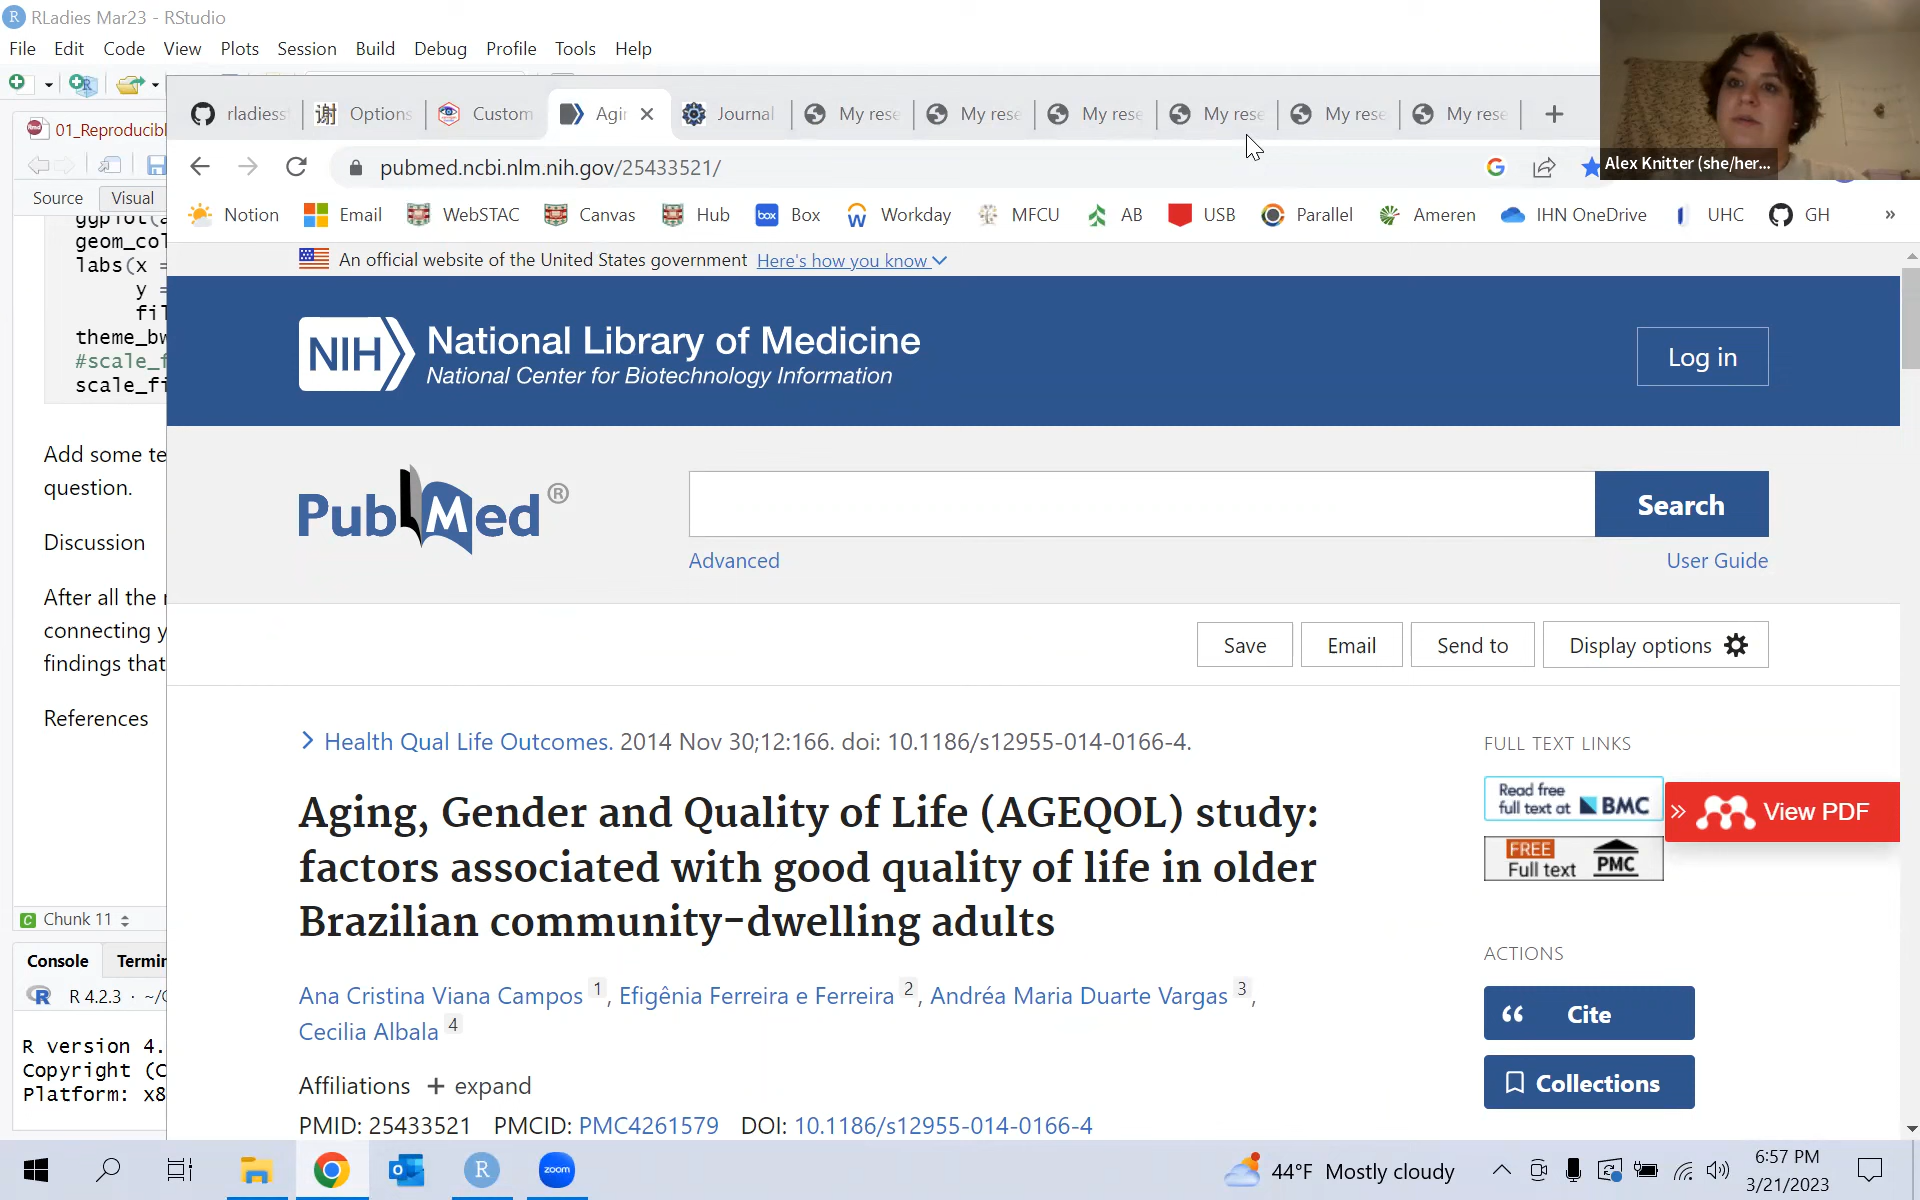 RLadies Mar23 - RStudio
File Edit Code View Plots Session Build Debug Profile Tools Help
01_Reproducibl
Source Visual
ggplot(a
geom_col
labs(x =
y =
fil
theme_bw
#scale_f
scale_fi
Add some te
question.
Discussion
After all the r
connecting y
findings that
References
Chunk 11
Console Termin
R 4.2.3 · ~/
R version 4.
Copyright (C
Platform: x8
rladiess 谢 Options Custom Agin Journal My rese My rese My rese My rese My rese My rese
pubmed.ncbi.nlm.nih.gov/25433521/
Alex Knitter (she/her...
Notion Email WebSTAC Canvas Hub box Box Workday MFCU AB USB Parallel Ameren IHN OneDrive UHC GH »
An official website of the United States government Here's how you know
NIH National Library of Medicine
National Center for Biotechnology Information
Log in
PubMed®
Search
Advanced
User Guide
Save Email Send to Display options
Health Qual Life Outcomes. 2014 Nov 30;12:166. doi: 10.1186/s12955-014-0166-4.
Aging, Gender and Quality of Life (AGEQOL) study:
factors associated with good quality of life in older
Brazilian community-dwelling adults
Ana Cristina Viana Campos 1, Efigênia Ferreira e Ferreira 2, Andréa Maria Duarte Vargas 3,
Cecilia Albala 4
Affiliations + expand
PMID: 25433521 PMCID: PMC4261579 DOI: 10.1186/s12955-014-0166-4
FULL TEXT LINKS
Read free
full text at BMC
» View PDF
FREE
Full text PMC
ACTIONS
Cite
Collections
zoom
44°F Mostly cloudy
6:57 PM
3/21/2023